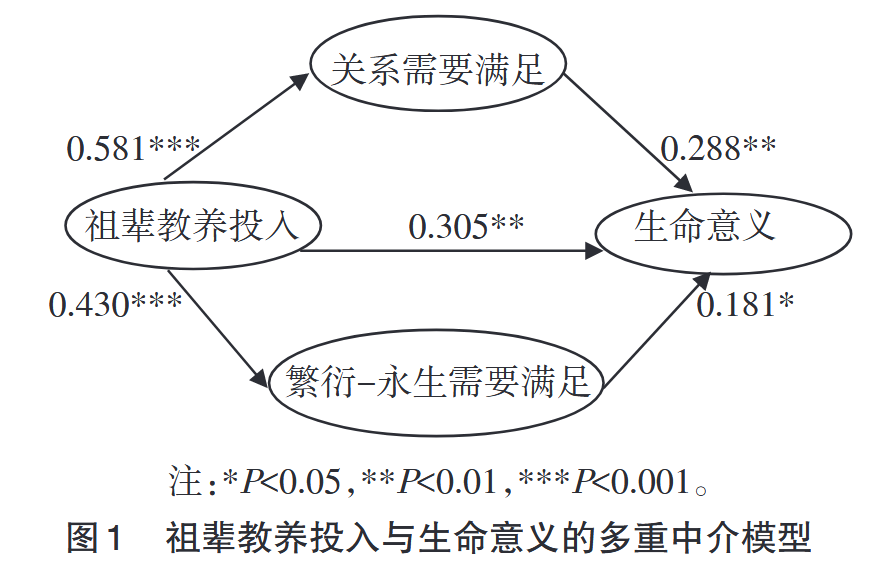 关系需要满足
0.581***
0.288**
祖辈教养投入
0.305**
生命意义
0.430***
0.181*
繁衍-永生需要满足
注:*P<0.05,**P<0.01,***P<0.001。
图1 祖辈教养投入与生命意义的多重中介模型